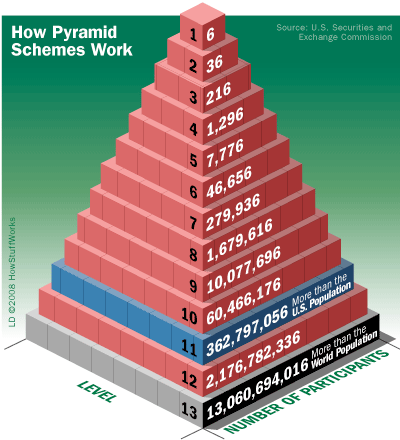 How Pyramid
Schemes Work
Source: U.S. Securities and
Exchange Commission
1 6
2 36
3 216
4 1,296
5 7,776
6 46,656
7 279,936
8 1,679,616
9 10,077,696
10 60,466,176
11 362,797,056 More than the
U.S. Population
12 2,176,782,336
13 13,060,694,016 More than the
World Population
LEVEL
NUMBER OF PARTICIPANTS
LD ©2008 HowStuffWorks